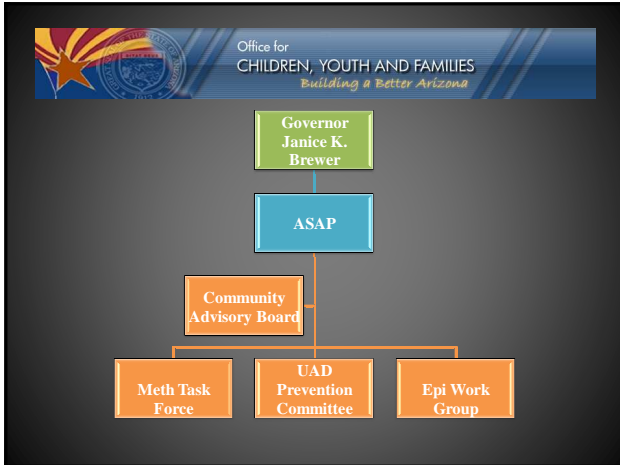 Office for
CHILDREN, YOUTH AND FAMILIES
Building a Better Arizona
Governor
Janice K.
Brewer
ASAP
Community
Advisory Board
Meth Task
Force
UAD
Prevention
Committee
Epi Work
Group